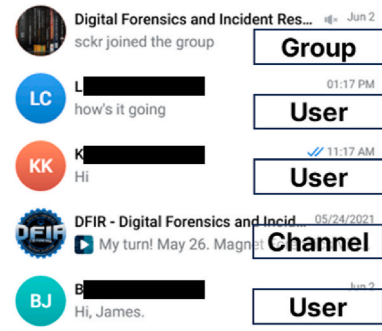 Digital Forensics and Incident Res... Jun 2
sckr joined the group
Group
LC
L 01:17 PM
how's it going
User
KK
K 11:17 AM
Hi
User
DFIR
DFIR - Digital Forensics and Incid... 05/24/2021
My turn! May 26. Magnet
Channel
BJ
B Jun 2
Hi, James.
User